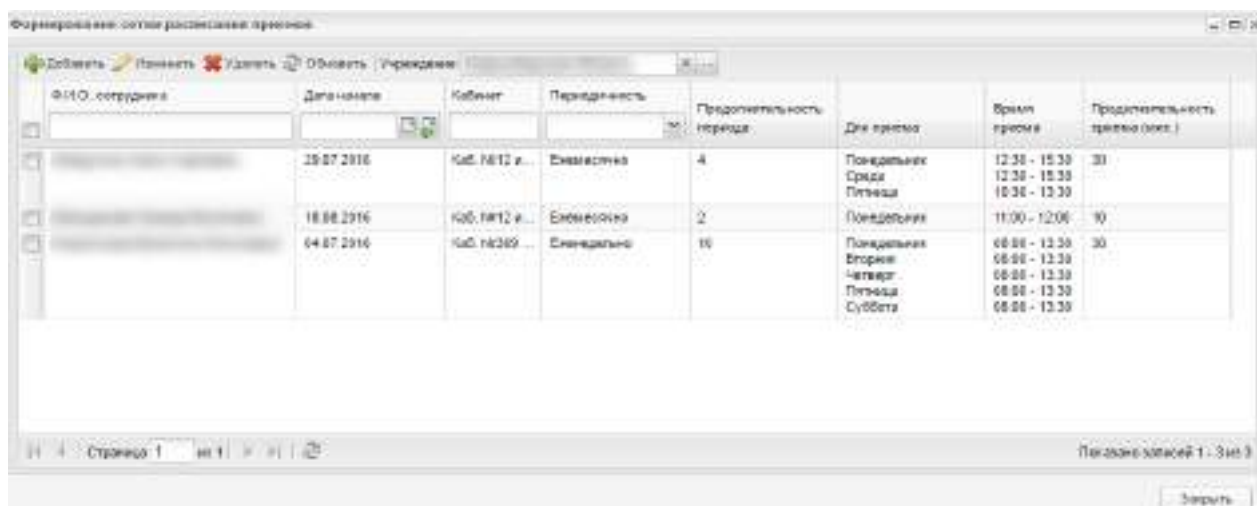 Формирование сетки расписания приемов
Добавить Изменить Удалить Обновить Учреждение:
Ф.И.О. сотрудника Дата начала Кабинет Периодичность Продолжительность периода Дни приема Время приема Продолжительность приема (мин.)
29.07.2016 Каб. №12 и... Ежемесячно 4 Понедельник 12:30 - 15:30 30
Среда 12:30 - 15:30
Пятница 10:30 - 13:30
18.08.2016 Каб. №12 и... Ежемесячно 2 Понедельник 11:00 - 12:00 10
04.07.2016 Каб. №309 ... Еженедельно 30
Понедельник 08:00 - 13:30
Вторник 08:00 - 13:30
Четверг 08:00 - 13:30
Пятница 08:00 - 13:30
Суббота 08:00 - 13:30
Страница 1 из 1
Показано записей 1 - 3 из 3
Закрыть